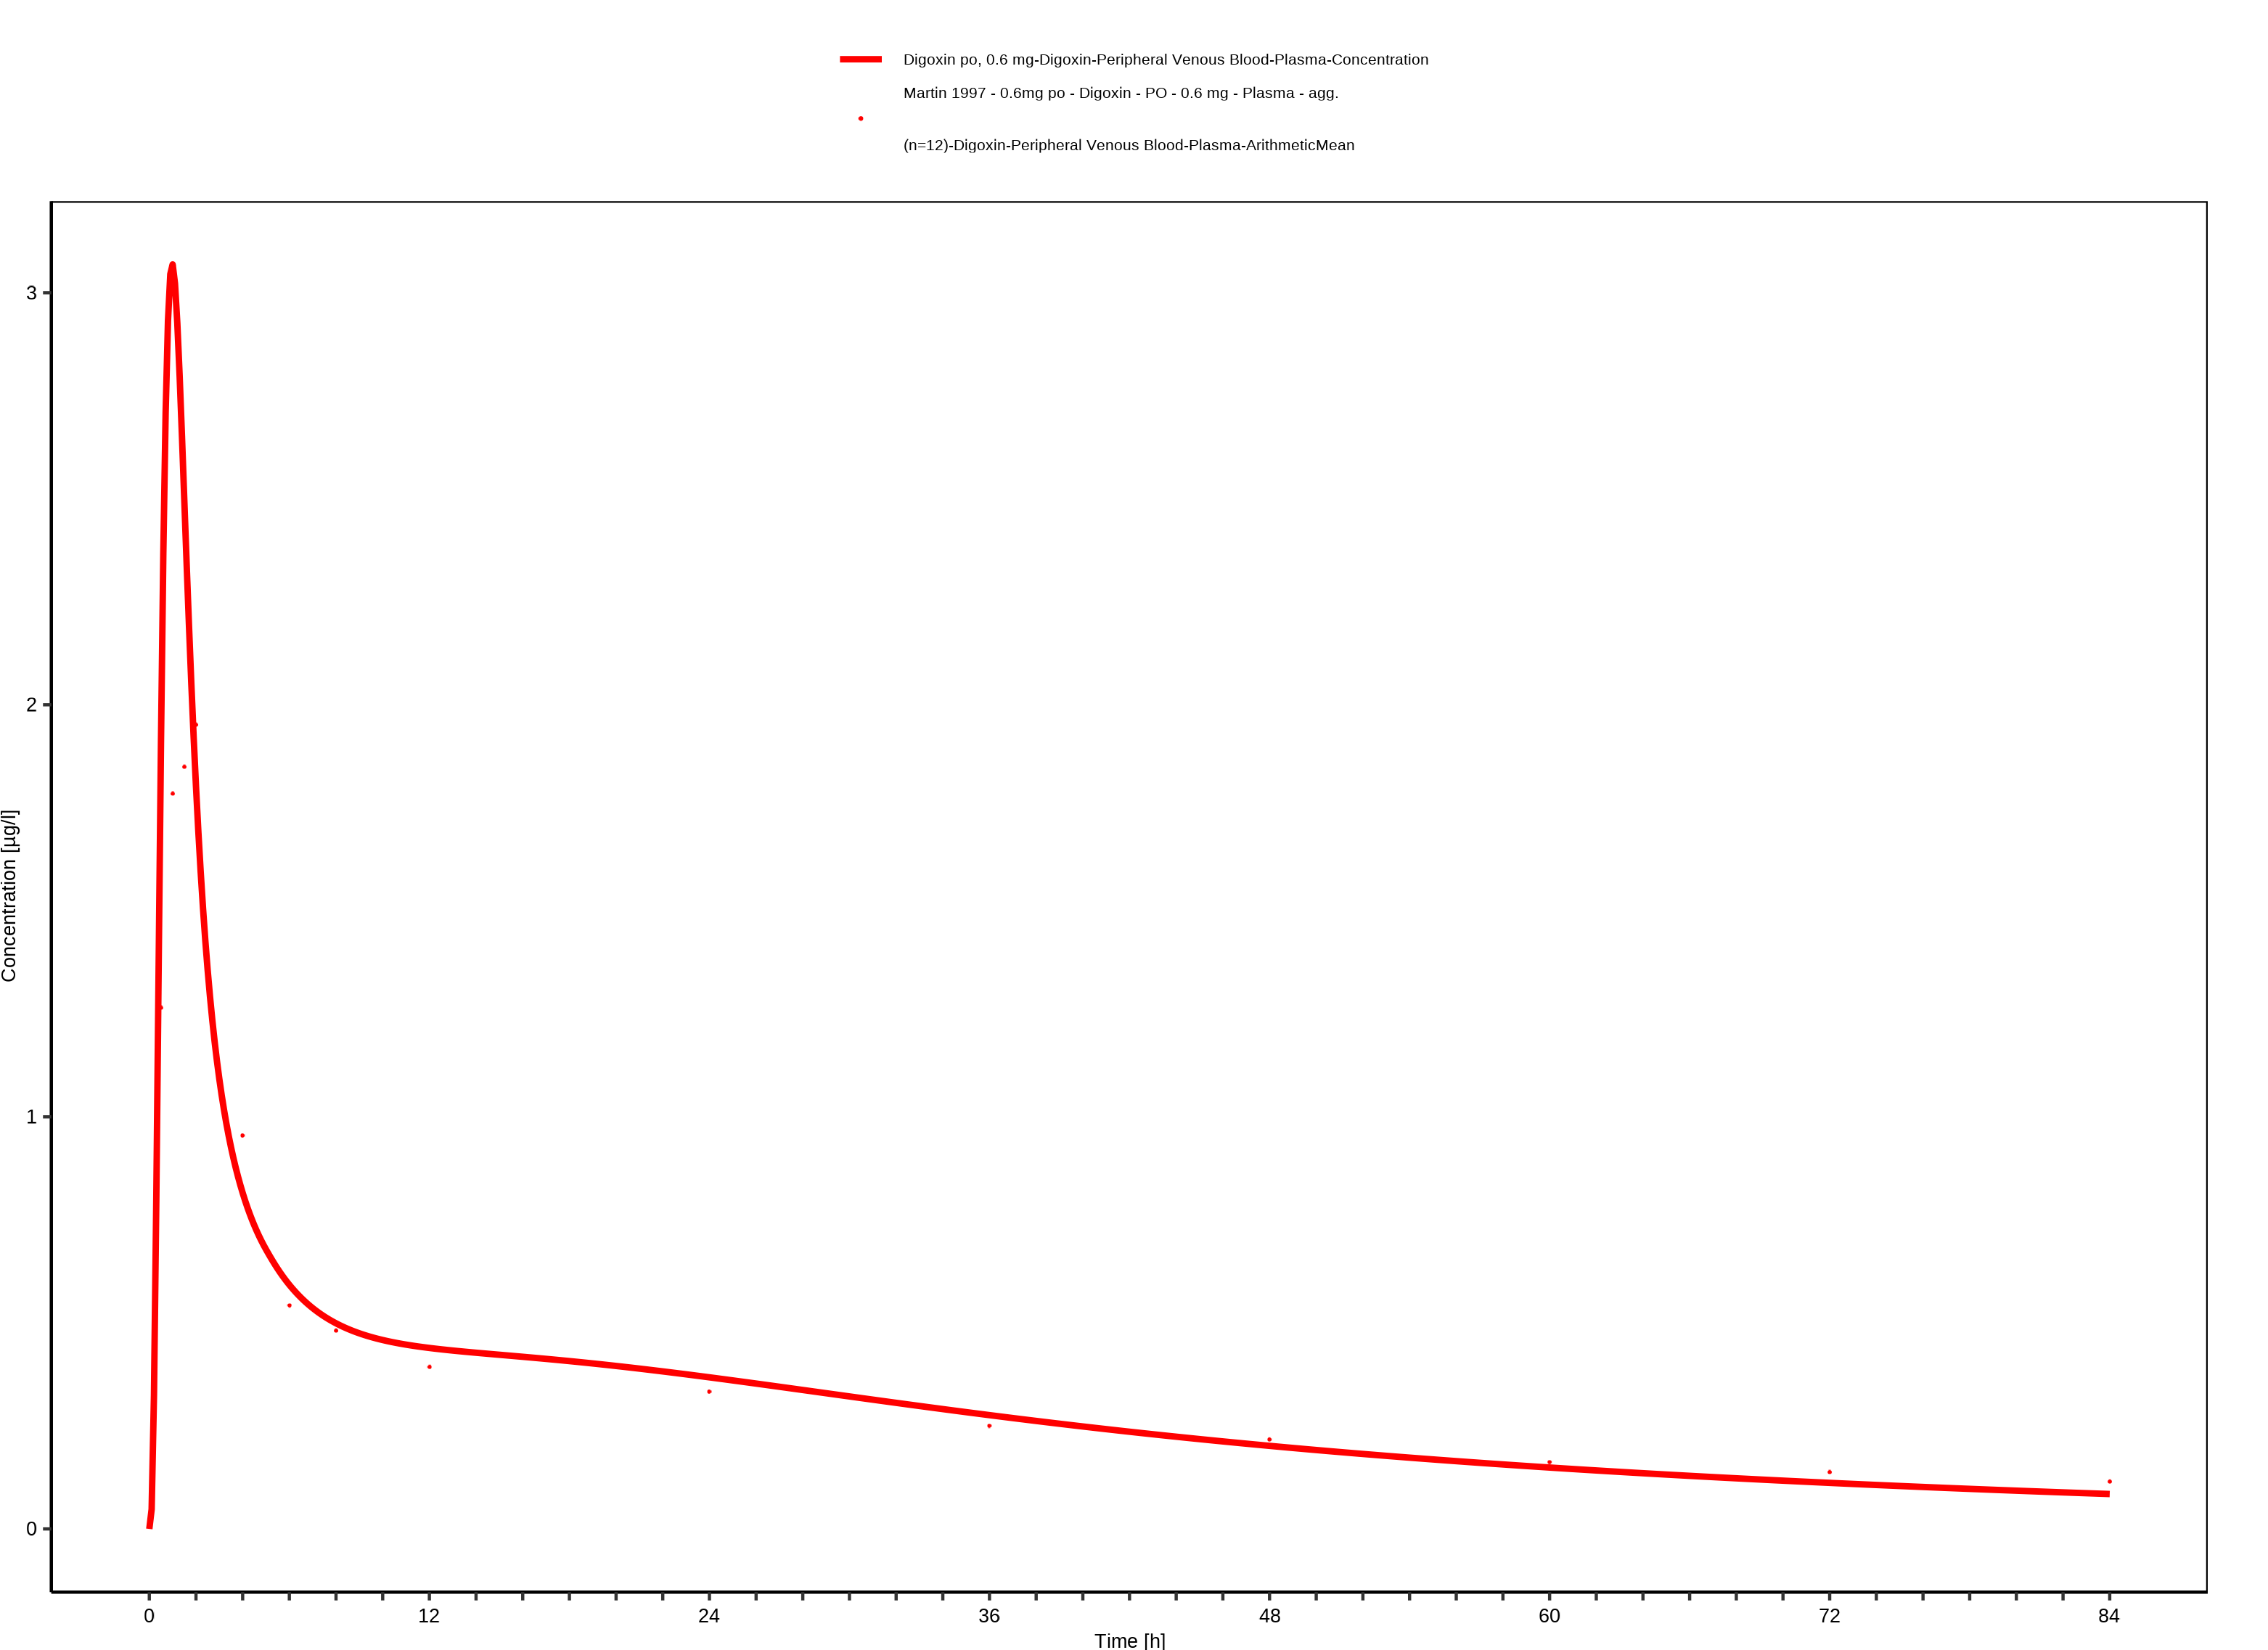 Digoxin po, 0.6 mg-Digoxin-Peripheral Venous Blood-Plasma-Concentration
Martin 1997 - 0.6mg po - Digoxin - PO - 0.6 mg - Plasma - agg.
(n=12)-Digoxin-Peripheral Venous Blood-Plasma-ArithmeticMean
3
2
1
0
Concentration [µg/l]
0 12 24 36 48 60 72 84
Time [h]